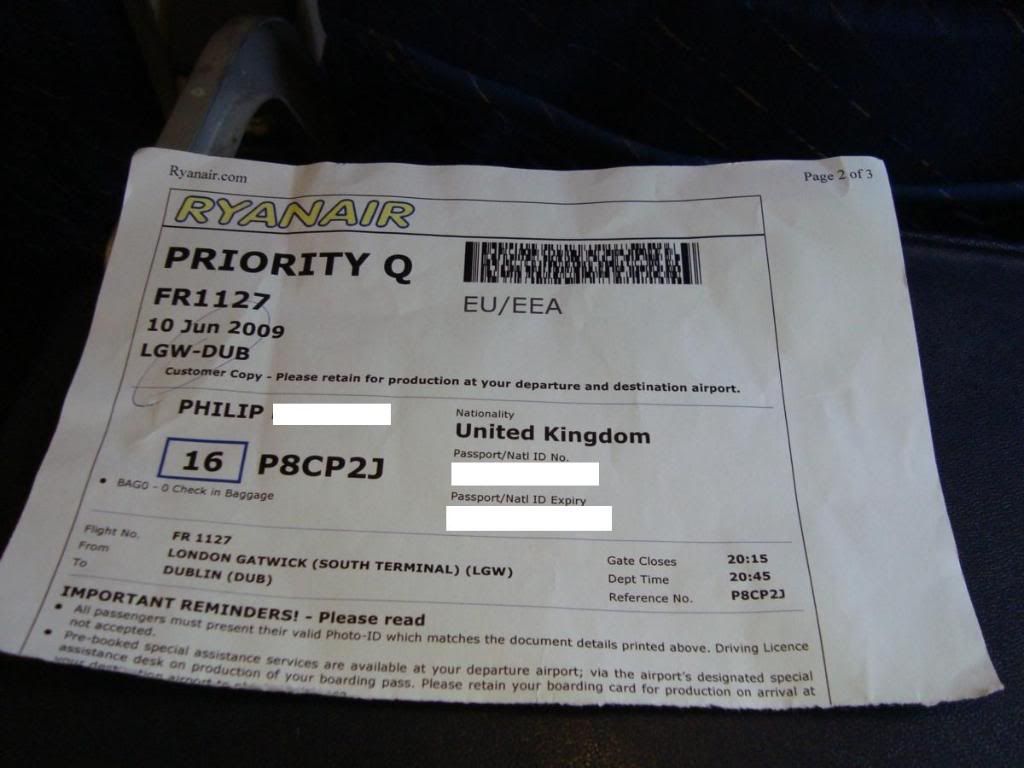 Ryanair.com
Page 2 of 3
RYANAIR
PRIORITY Q
FR1127
EU/EEA
10 Jun 2009
LGW-DUB
Customer Copy - Please retain for production at your departure and destination airport.
PHILIP
Nationality
United Kingdom
16 P8CP2J
Passport/Natl ID No.
• BAG0 - 0 Check in Baggage
Passport/Natl ID Expiry
Flight No. FR 1127
From LONDON GATWICK (SOUTH TERMINAL) (LGW)
To DUBLIN (DUB)
Gate Closes 20:15
Dept Time 20:45
Reference No. P8CP2J
IMPORTANT REMINDERS! - Please read
• All passengers must present their valid Photo-ID which matches the document details printed above. Driving Licence
not accepted.
• Pre-booked special assistance services are available at your departure airport; via the airport's designated special
assistance desk on production of your boarding pass. Please retain your boarding card for production on arrival at